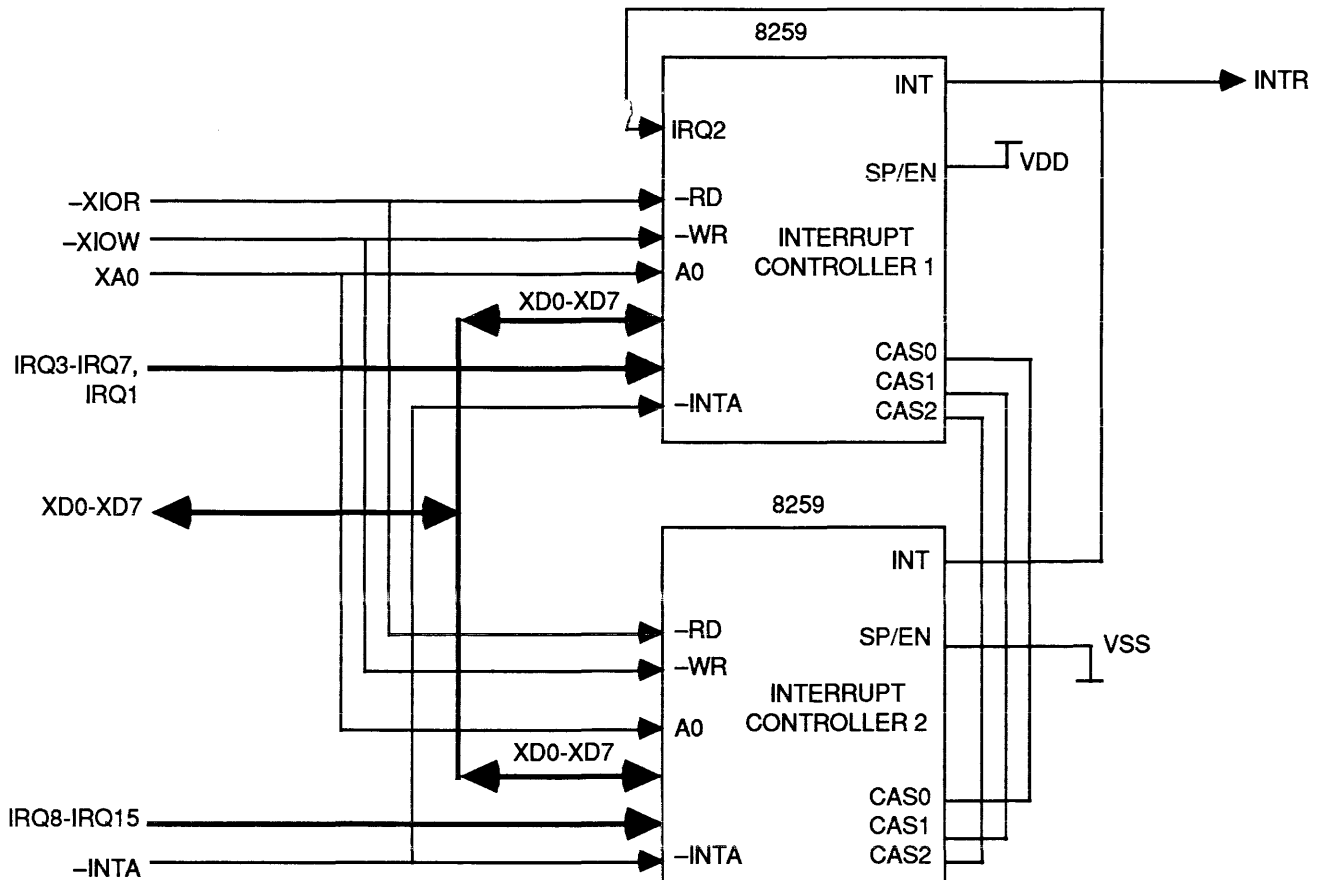 8259
INT
INTR
IRQ2
SP/EN
VDD
–XIOR
–RD
–XIOW
–WR
INTERRUPT
CONTROLLER 1
XA0
A0
XD0-XD7
IRQ3-IRQ7,
IRQ1
CAS0
CAS1
CAS2
–INTA
XD0-XD7
8259
INT
–RD
SP/EN
VSS
–WR
INTERRUPT
CONTROLLER 2
A0
XD0-XD7
CAS0
IRQ8-IRQ15
CAS1
–INTA
–INTA
CAS2